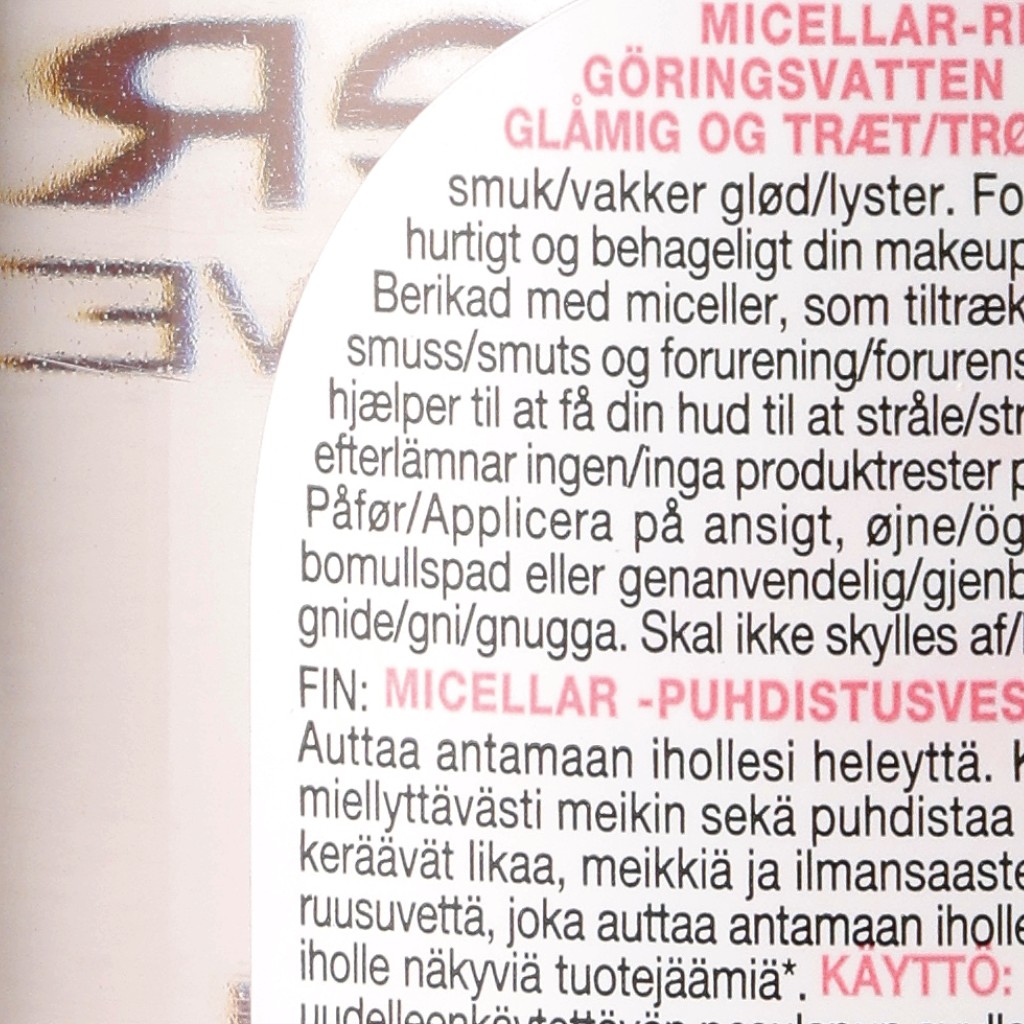 MICELLAR-R
GÖRINGSVATTEN
GLÅMIG OG TRÆT/TRØ
smuk/vakker glød/lyster. Fo
hurtigt og behageligt din makeup
Berikad med miceller, som tiltræk
smuss/smuts og forurening/forurens
hjælper til at få din hud til at stråle/str
efterlämnar ingen/inga produktrester p
Påfør/Applicera på ansigt, øjne/ög
bomullspad eller genanvendelig/gjenb
gnide/gni/gnugga. Skal ikke skylles af/
FIN: MICELLAR -PUHDISTUSVES
Auttaa antamaan ihollesi heleyttä. K
miellyttävästi meikin sekä puhdistaa
keräävät likaa, meikkiä ja ilmansaaste
ruusuvettä, joka auttaa antamaan iholle
iholle näkyviä tuotejäämiä*. KÄYTTÖ: